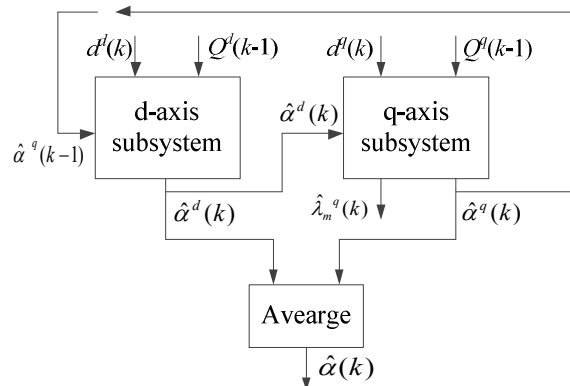 d^d(k)
Q^d(k-1)
d^q(k)
Q^q(k-1)
d-axis
subsystem
α̂^d(k)
q-axis
subsystem
α̂^q(k−1)
α̂^d(k)
λ̂_m^q(k)
α̂^q(k)
Avearge
α̂(k)